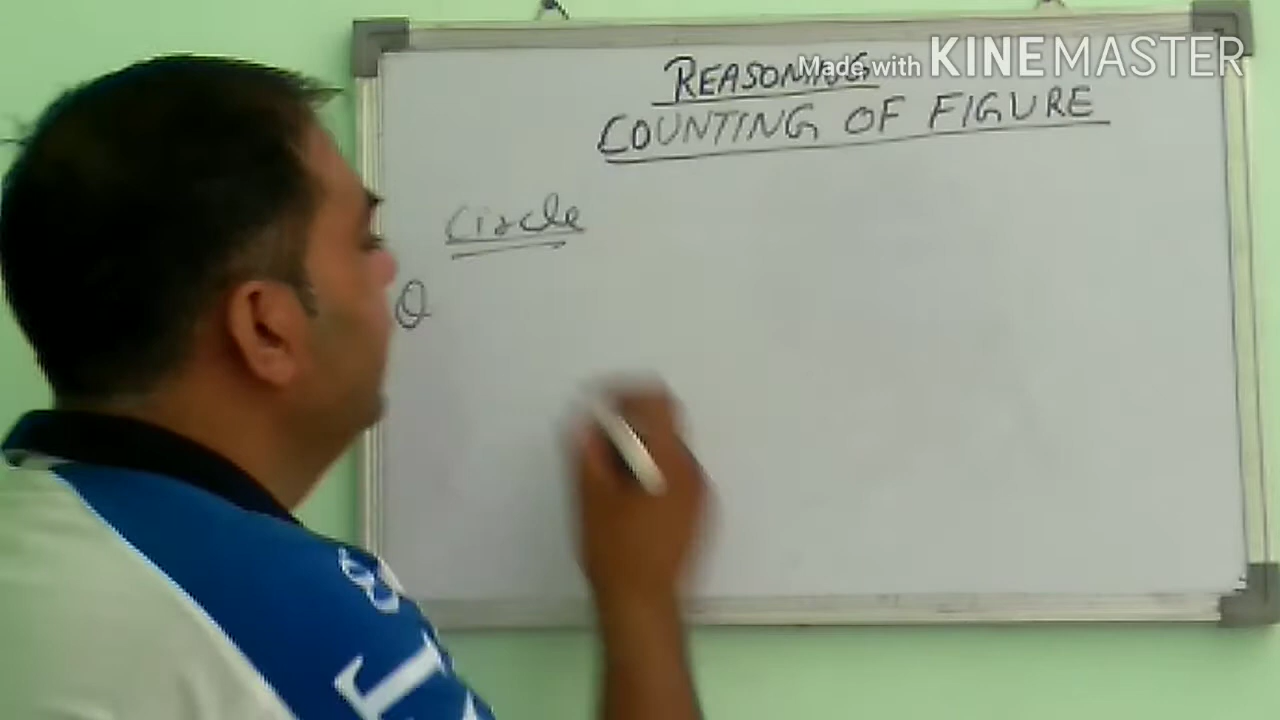 REASONING
Made with KINEMASTER
COUNTING OF FIGURE
Circle
Q